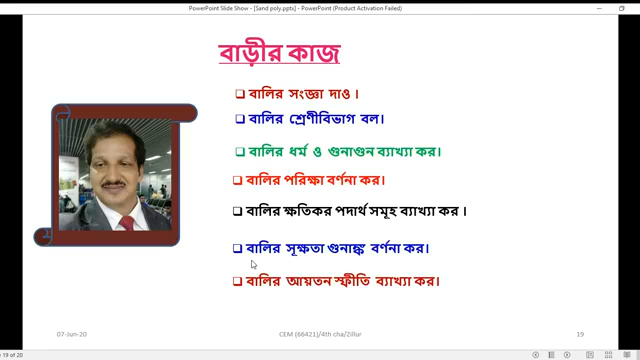 PowerPoint Slide Show - [Sand poly.ppts] - PowerPoint (Product Activation Failed)
বাড়ীর কাজ
❑ বালির সংজ্ঞা দাও ।
❑ বালির শ্রেণীবিভাগ বল।
❑ বালির ধর্ম ও গুনাগুন ব্যাখ্যা কর।
❑ বালির পরিক্ষা বর্ণনা কর।
❑ বালির ক্ষতিকর পদার্থ সমূহ ব্যাখ্যা কর ।
❑ বালির সূক্ষতা গুনাঙ্ক বর্ণনা কর।
❑ বালির আয়তন স্ফীতি ব্যাখ্যা কর।
07-Jun-20 CEM (66421)/4th cha/Zillur 19
19 of 20